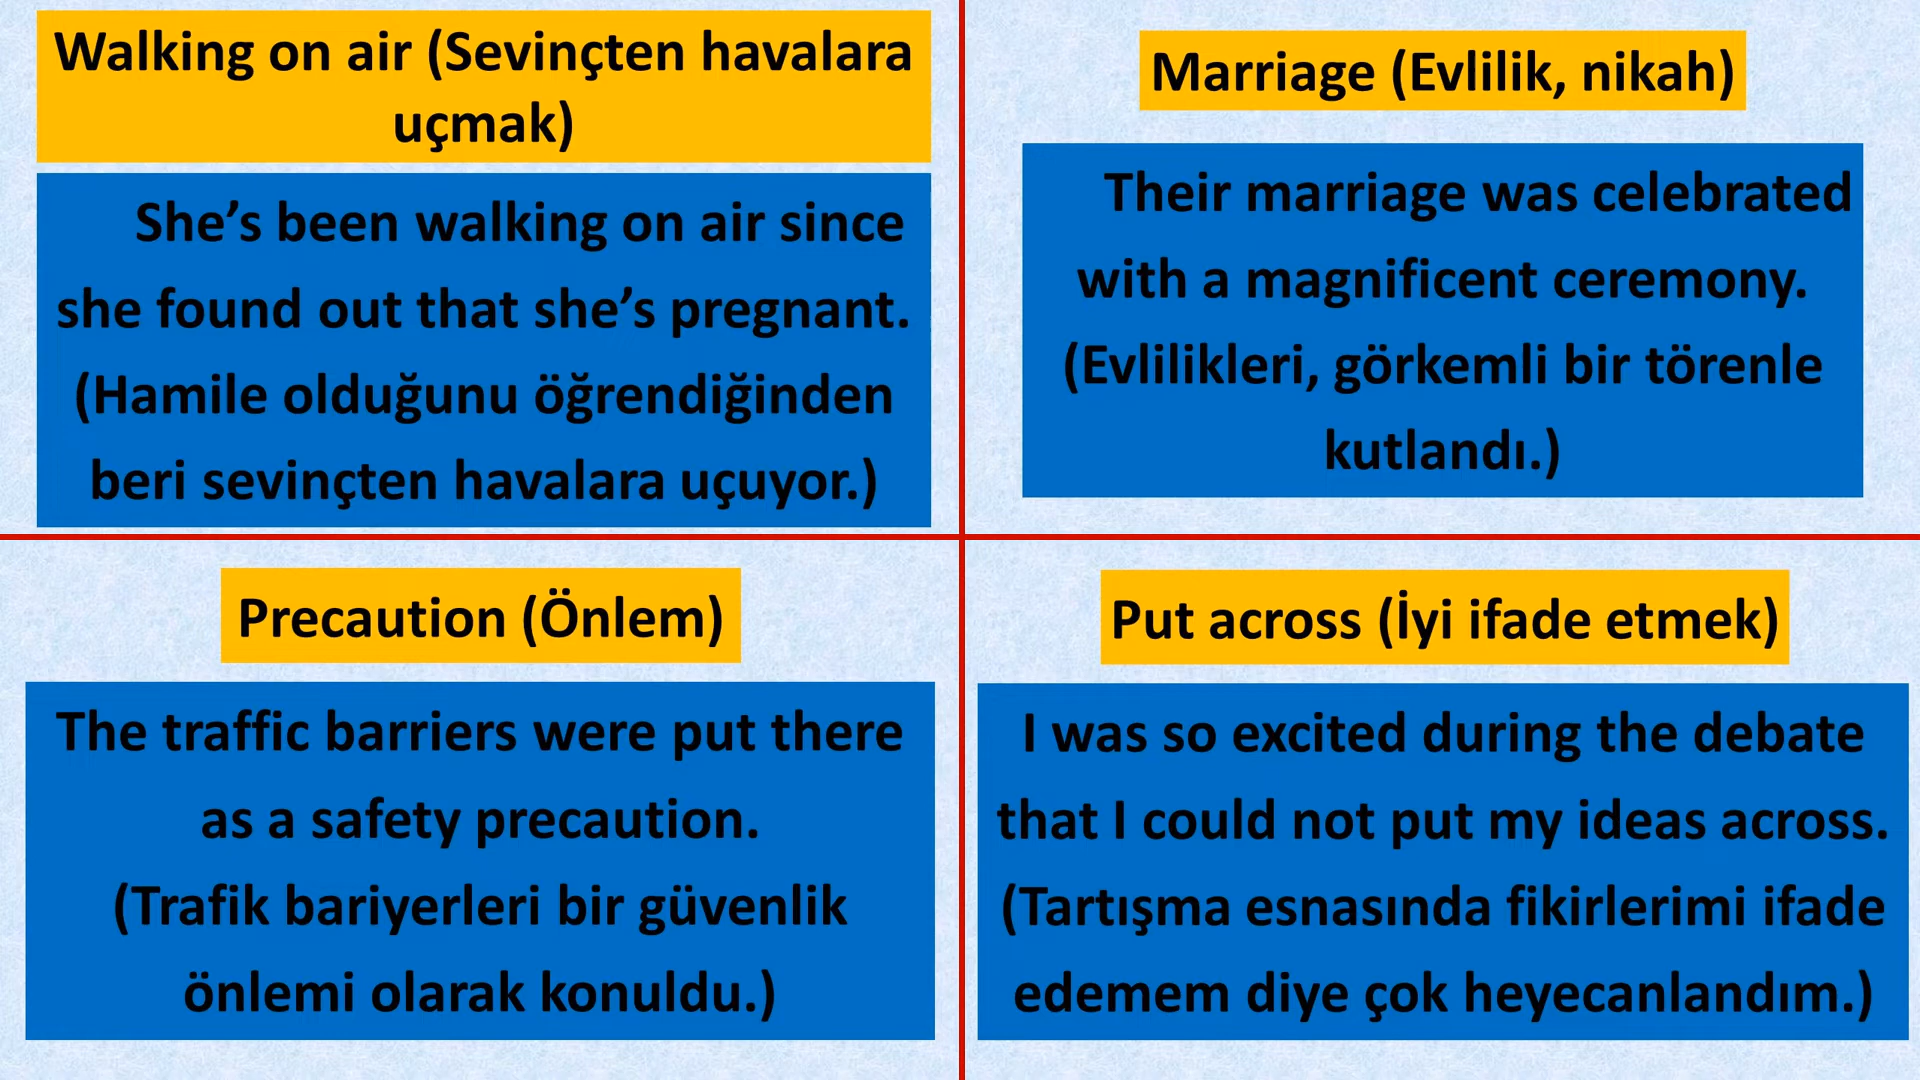 Walking on air (Sevinçten havalara
uçmak)
She’s been walking on air since
she found out that she’s pregnant.
(Hamile olduğunu öğrendiğinden
beri sevinçten havalara uçuyor.)
Marriage (Evlilik, nikah)
Their marriage was celebrated
with a magnificent ceremony.
(Evlilikleri, görkemli bir törenle
kutlandı.)
Precaution (Önlem)
The traffic barriers were put there
as a safety precaution.
(Trafik bariyerleri bir güvenlik
önlemi olarak konuldu.)
Put across (İyi ifade etmek)
I was so excited during the debate
that I could not put my ideas across.
(Tartışma esnasında fikirlerimi ifade
edemem diye çok heyecanlandım.)